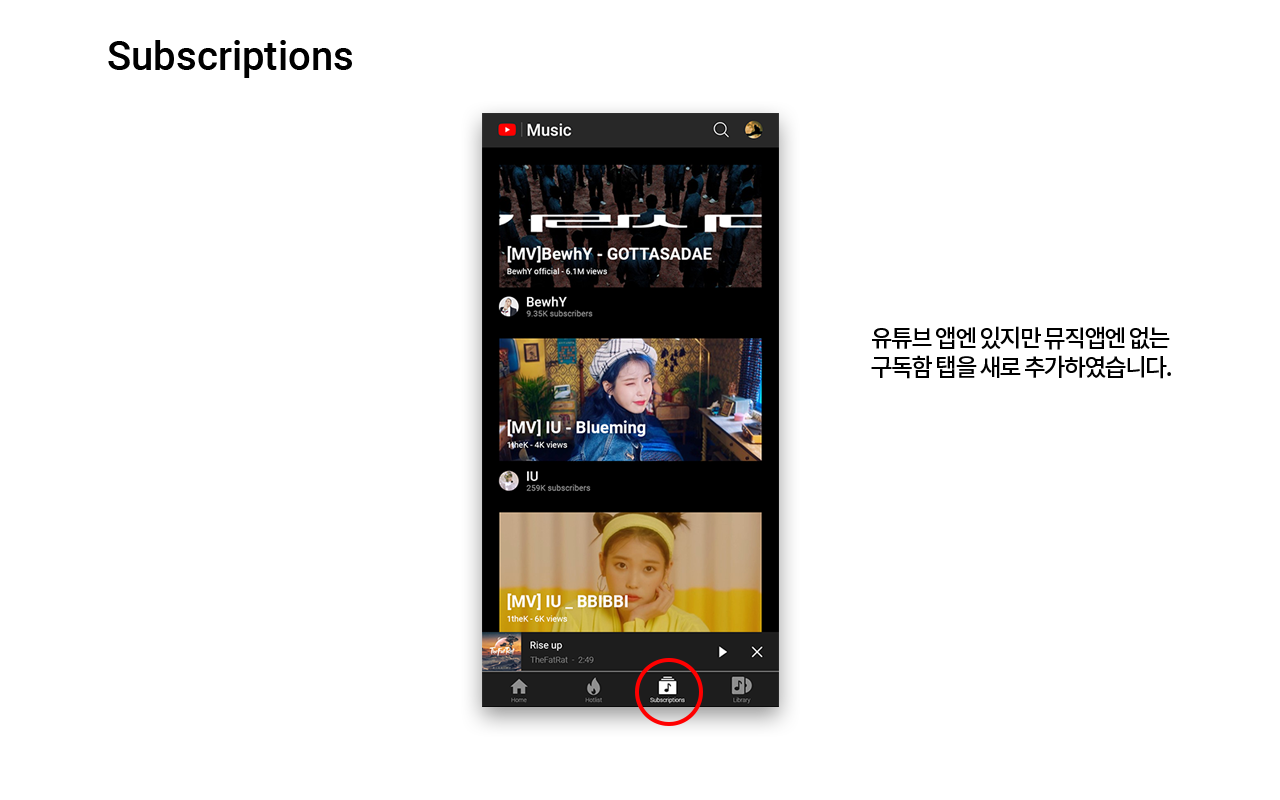 Subscriptions
Music
[MV]BewhY - GOTTASADAE
BewhY official - 6.1M views
BewhY
9.35K subscribers
유튜브 앱엔 있지만 뮤직앱엔 없는
구독함 탭을 새로 추가하였습니다.
[MV] IU - Blueming
1theK - 4K views
IU
259K subscribers
[MV] IU _ BBIBBI
1theK - 6K views
TheFatRat
Rise up
TheFatRat - 2:49
Home
Hotlist
Subscriptions
Library